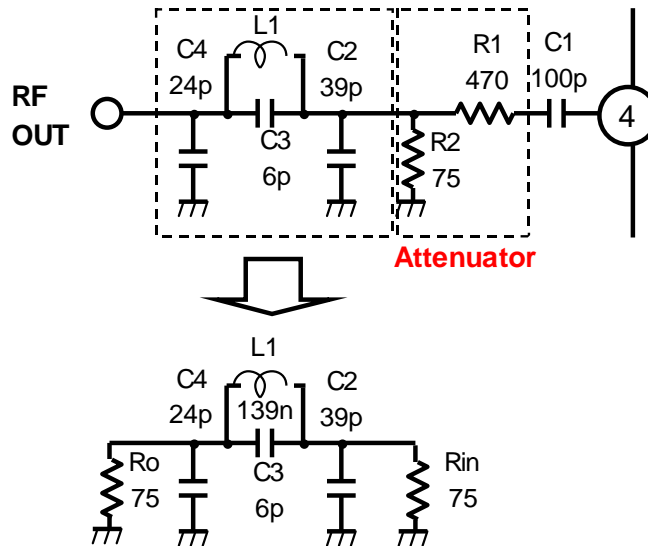 L1
C4
24p
C2
39p
R1
470
C1
100p
RF
OUT
4
C3
6p
R2
75
Attenuator
L1
139n
C4
24p
C2
39p
Ro
75
C3
6p
Rin
75